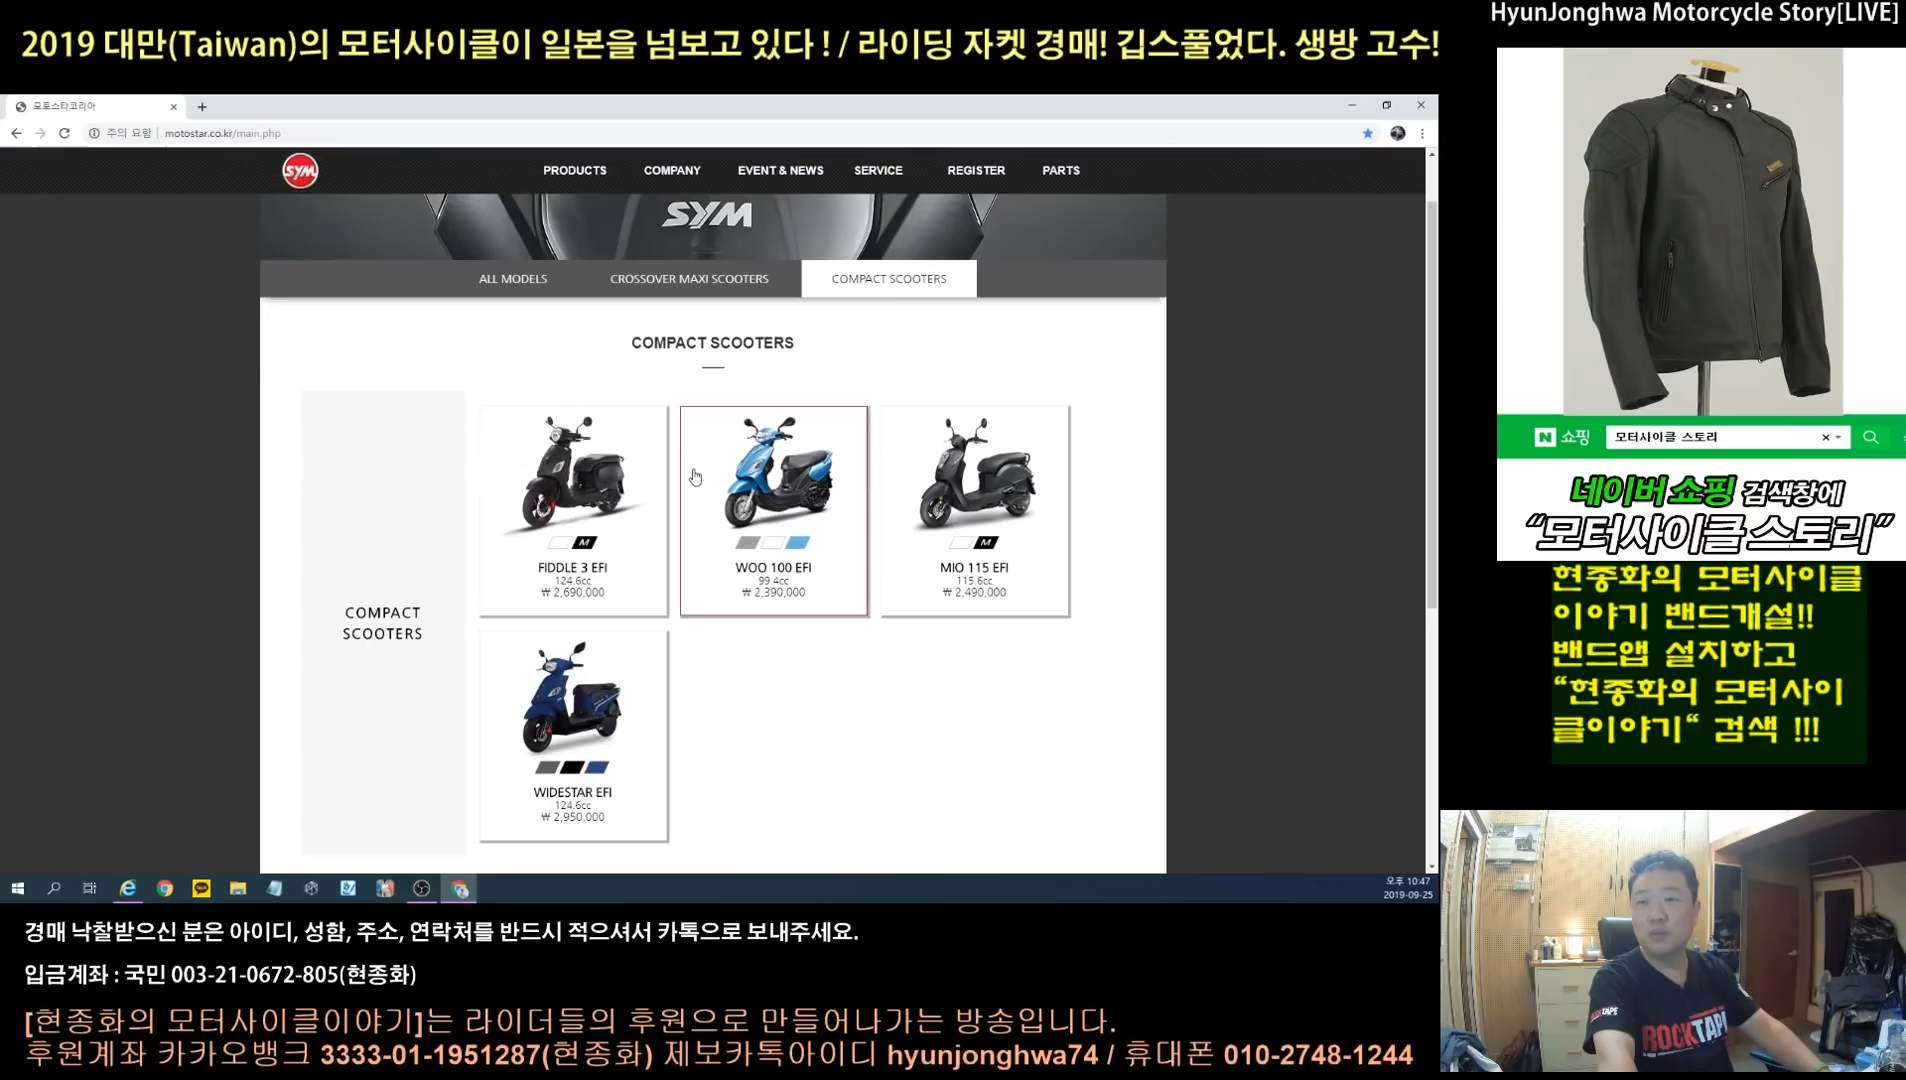 HyunJonghwa Motorcycle Story[LIVE]
2019 대만(Taiwan)의 모터사이클이 일본을 넘보고 있다 ! / 라이딩 자켓 경매! 깁스풀었다. 생방 고수!
모토스타코리아
주의 요함
motostar.co.kr/main.php
SYM
PRODUCTS
COMPANY
EVENT & NEWS
SERVICE
REGISTER
PARTS
SYM
ALL MODELS
CROSSOVER MAXI SCOOTERS
COMPACT SCOOTERS
COMPACT SCOOTERS
COMPACT
SCOOTERS
M
FIDDLE 3 EFI
124.6cc
₩ 2,690,000
WOO 100 EFI
99.4cc
₩ 2,390,000
M
MIO 115 EFI
115.6cc
₩ 2,490,000
WIDESTAR EFI
124.6cc
₩ 2,950,000
오후 10:47
2019-09-25
N 쇼핑
모터사이클 스토리
네이버 쇼핑 검색창에
“모터사이클 스토리”
현종화의 모터사이클
이야기 밴드개설!!
밴드앱 설치하고
“현종화의 모터사이
클이야기“ 검색 !!!
ROCKTAPE
ROCKTAP
경매 낙찰받으신 분은 아이디, 성함, 주소, 연락처를 반드시 적으셔서 카톡으로 보내주세요.
입금계좌 : 국민 003-21-0672-805(현종화)
[현종화의 모터사이클이야기]는 라이더들의 후원으로 만들어나가는 방송입니다.
후원계좌 카카오뱅크 3333-01-1951287(현종화) 제보카톡아이디 hyunjonghwa74 / 휴대폰 010-2748-1244